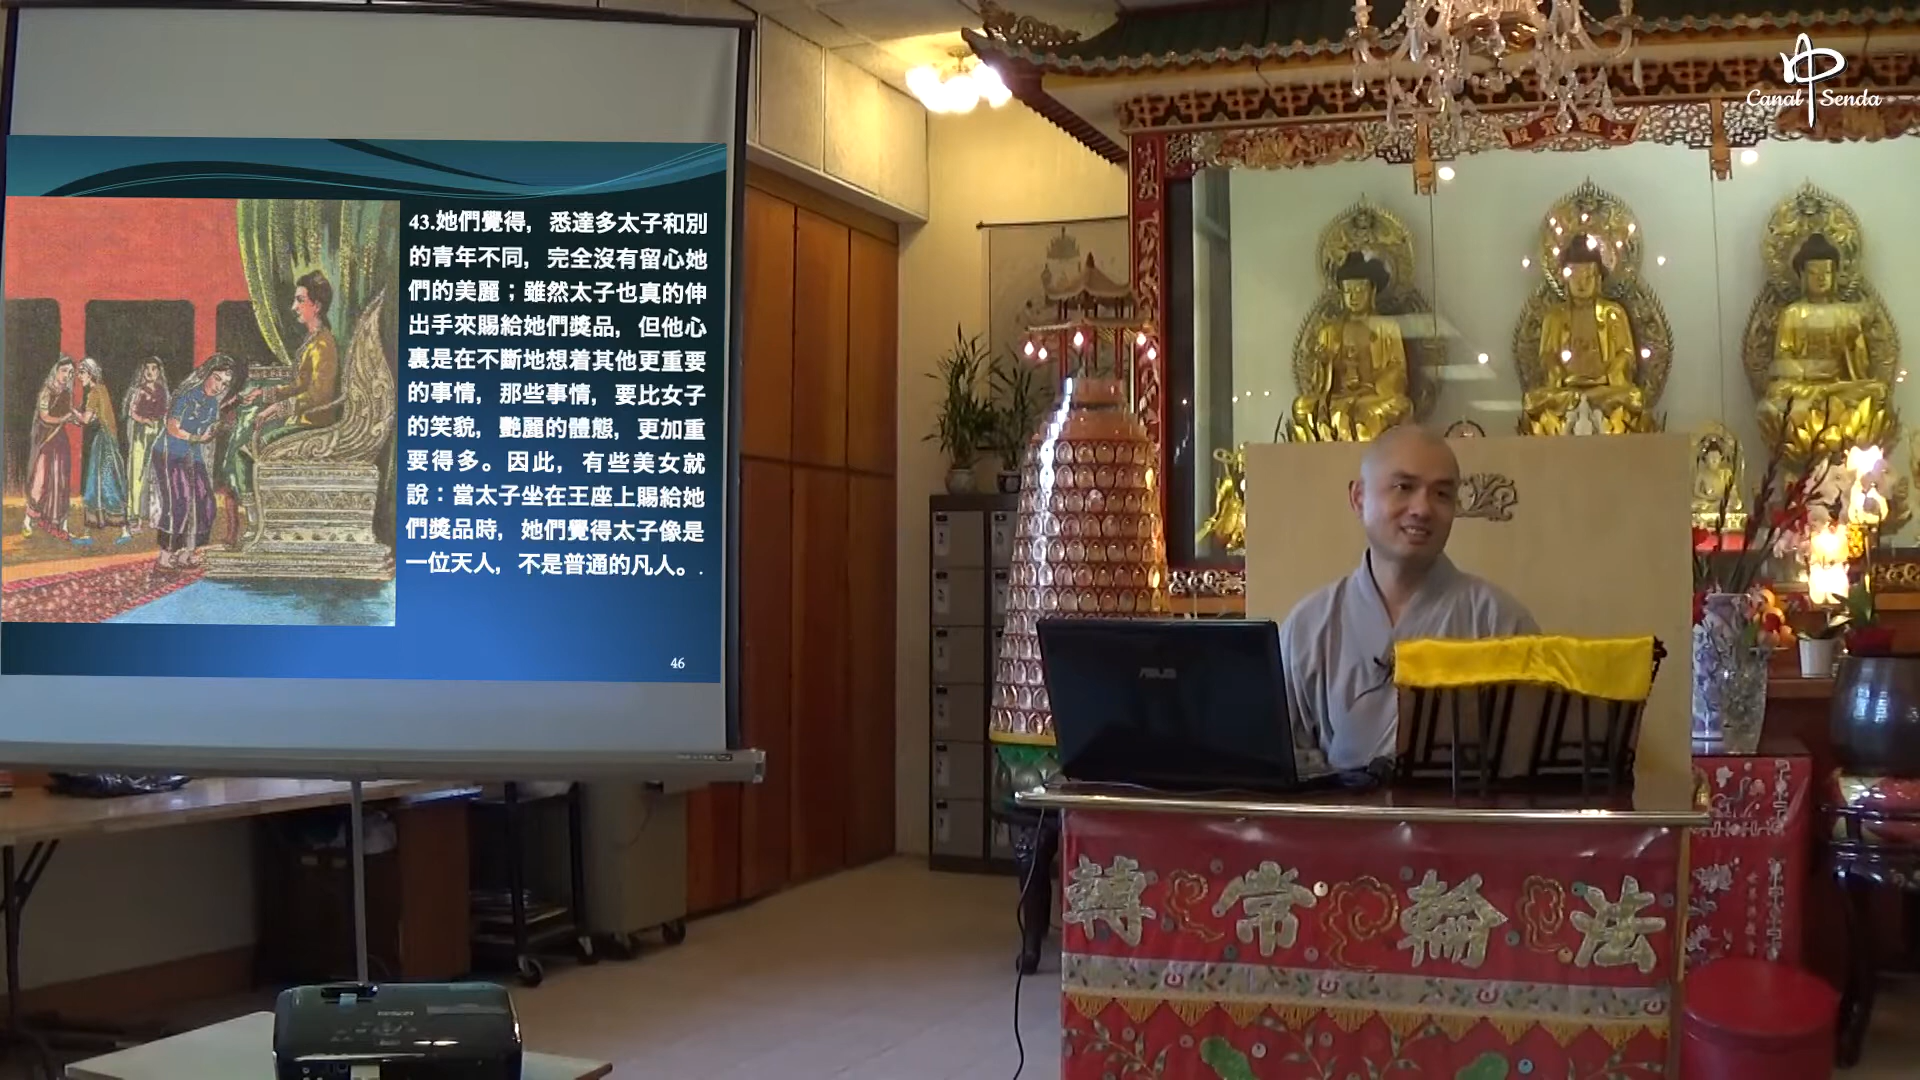 43.她們覺得，悉達多太子和別
的青年不同，完全沒有留心她
們的美麗；雖然太子也真的伸
出手來賜給她們獎品，但他心
裏是在不斷地想着其他更重要
的事情，那些事情，要比女子
的笑貌，艷麗的體態，更加重
要得多。因此，有些美女就
說：當太子坐在王座上賜給她
們獎品時，她們覺得太子像是
一位天人，不是普通的凡人。.
46
Canal Senda
ASUS
EPSON
轉常輪法